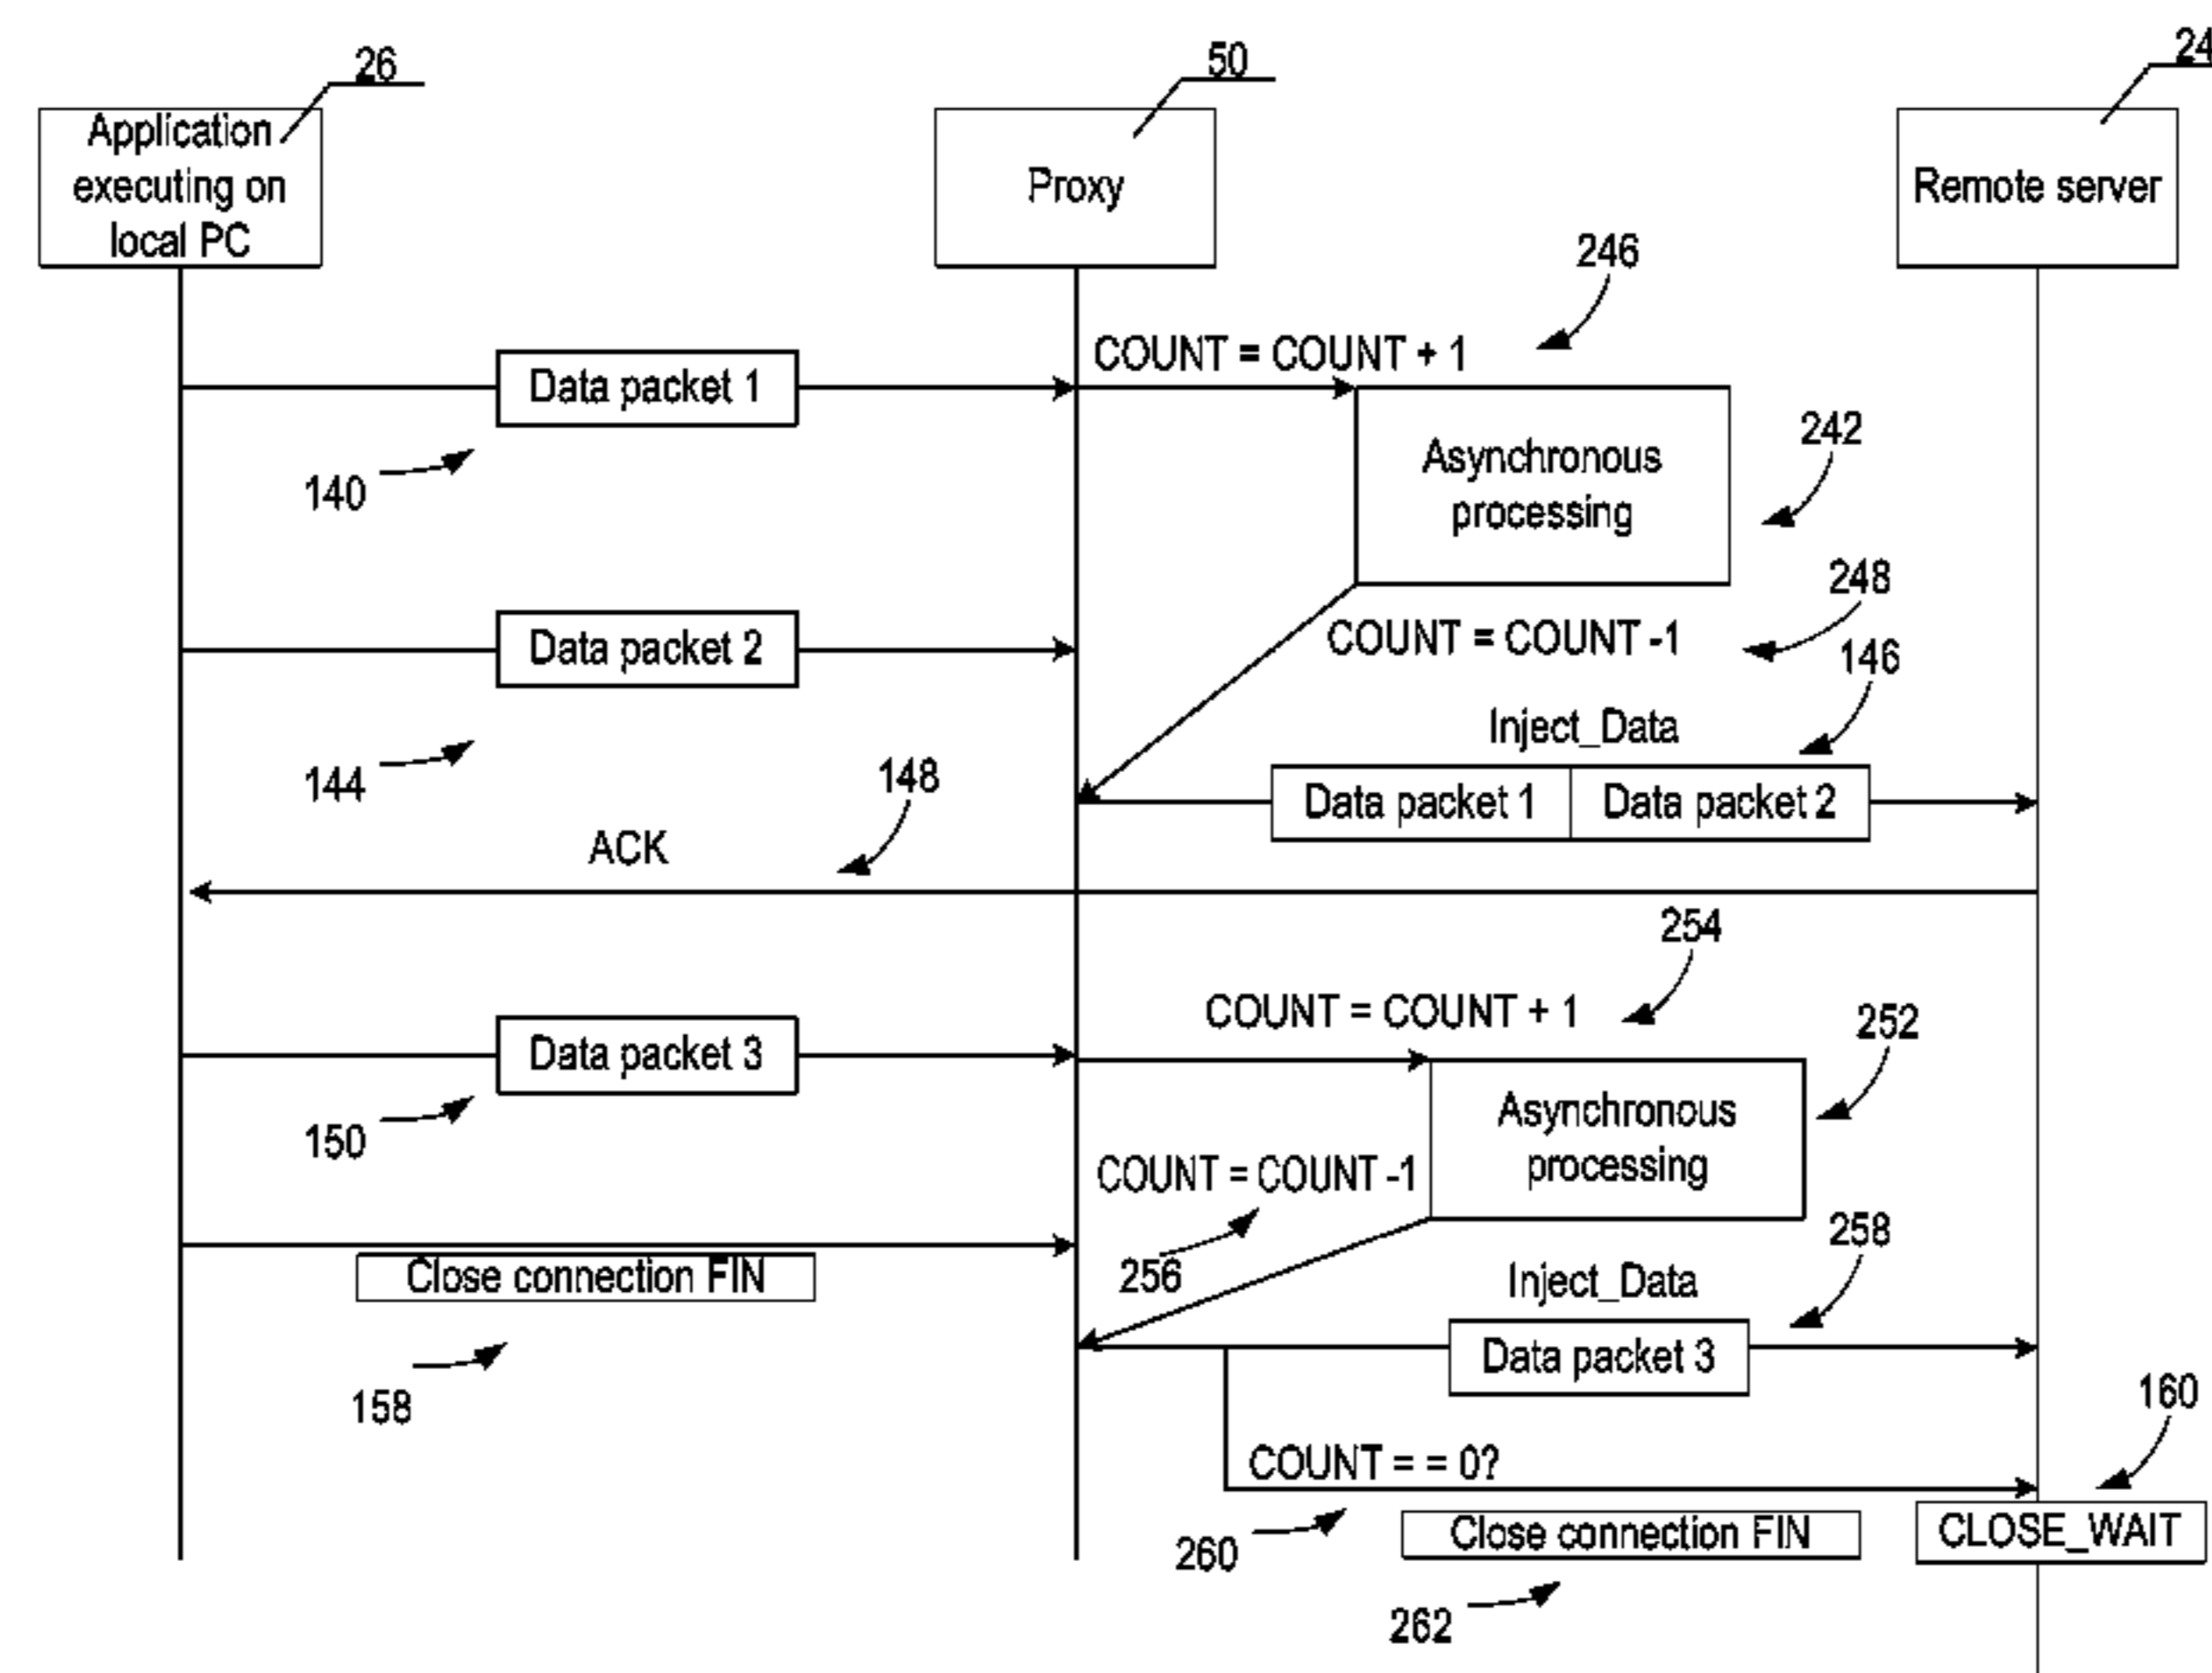 26
50
24
Application
executing on
local PC
Proxy
Remote server
246
COUNT = COUNT + 1
Data packet 1
140
Asynchronous
processing
242
248
Data packet 2
COUNT = COUNT -1
146
144
Inject_Data
148
Data packet 1
Data packet 2
ACK
254
COUNT = COUNT + 1
252
Data packet 3
150
Asynchronous
processing
COUNT = COUNT -1
256
258
Close connection FIN
Inject_Data
158
Data packet 3
160
COUNT = = 0?
260
Close connection FIN
CLOSE_WAIT
262